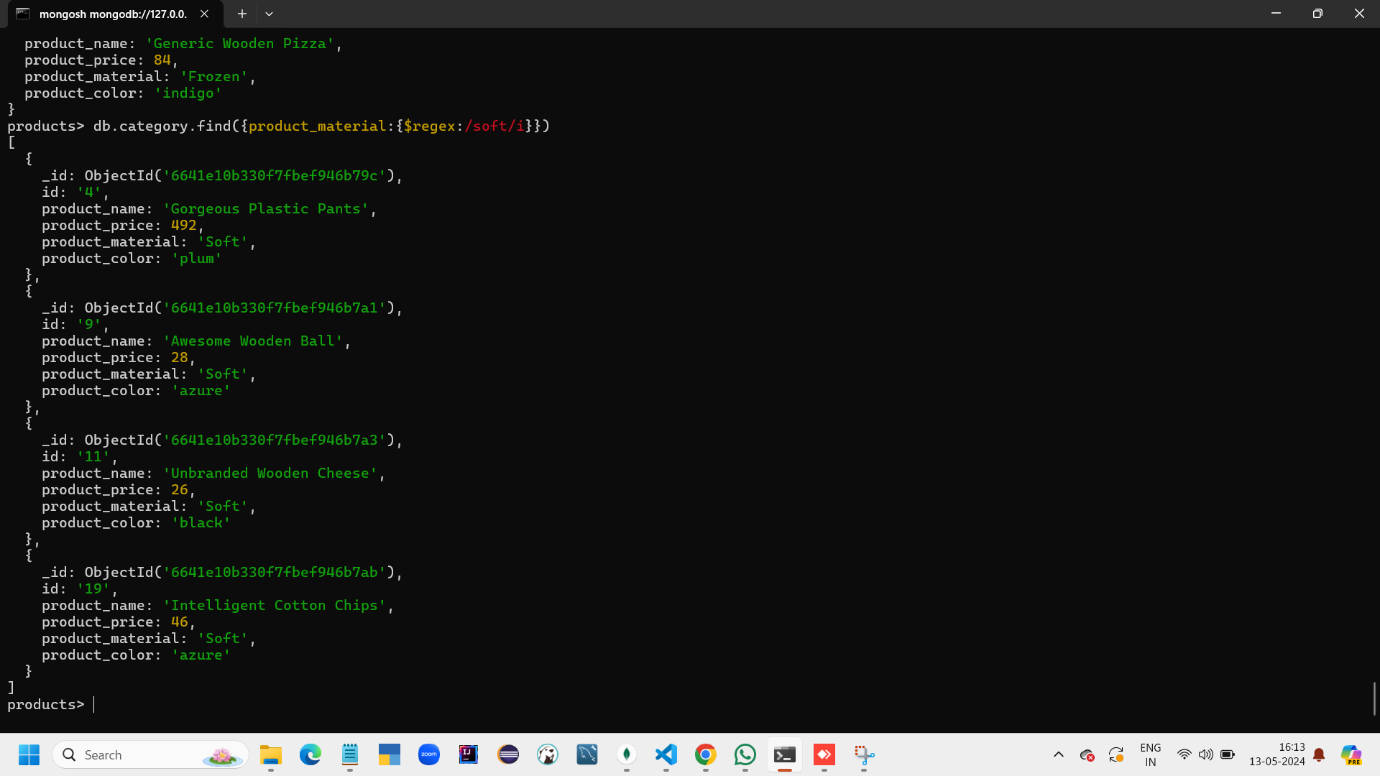 mongosh mongodb://127.0.0.
product_name: 'Generic Wooden Pizza',
product_price: 84,
product_material: 'Frozen',
product_color: 'indigo'
}
products> db.category.find({product_material:{$regex:/soft/i}})
[
{
_id: ObjectId('6641e10b330f7fbef946b79c'),
id: '4',
product_name: 'Gorgeous Plastic Pants',
product_price: 492,
product_material: 'Soft',
product_color: 'plum'
},
{
_id: ObjectId('6641e10b330f7fbef946b7a1'),
id: '9',
product_name: 'Awesome Wooden Ball',
product_price: 28,
product_material: 'Soft',
product_color: 'azure'
},
{
_id: ObjectId('6641e10b330f7fbef946b7a3'),
id: '11',
product_name: 'Unbranded Wooden Cheese',
product_price: 26,
product_material: 'Soft',
product_color: 'black'
},
{
_id: ObjectId('6641e10b330f7fbef946b7ab'),
id: '19',
product_name: 'Intelligent Cotton Chips',
product_price: 46,
product_material: 'Soft',
product_color: 'azure'
}
]
products>
Search
zoom
IJ
ENG
IN
16:13
13-05-2024
PRE